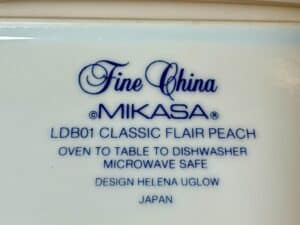 Fine China
©MIKASA®
LDB01 CLASSIC FLAIR PEACH
OVEN TO TABLE TO DISHWASHER
MICROWAVE SAFE
DESIGN HELENA UGLOW
JAPAN